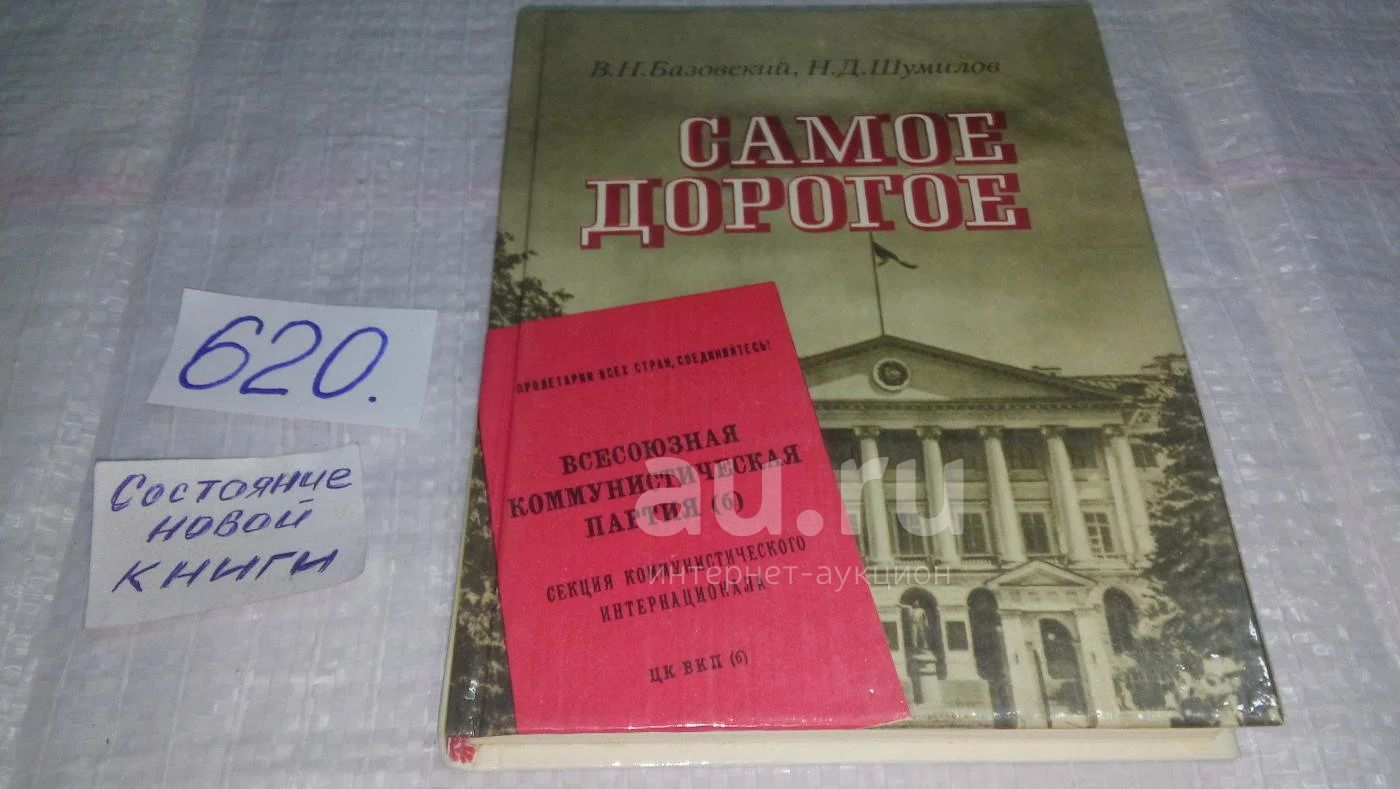 В.Н.Базовский, Н.Д.Шумилов
САМОЕ
ДОРОГОЕ
620.
Состояние
новой
книги
ПРОЛЕТАРИИ ВСЕХ СТРАН, СОЕДИНЯЙТЕСЬ!
ВСЕСОЮЗНАЯ
КОММУНИСТИЧЕСКАЯ
ПАРТИЯ (б)
СЕКЦИЯ КОММУНИСТИЧЕСКОГО
ИНТЕРНАЦИОНАЛА
ЦК ВКП (б)
au.ru
интернет-аукцион